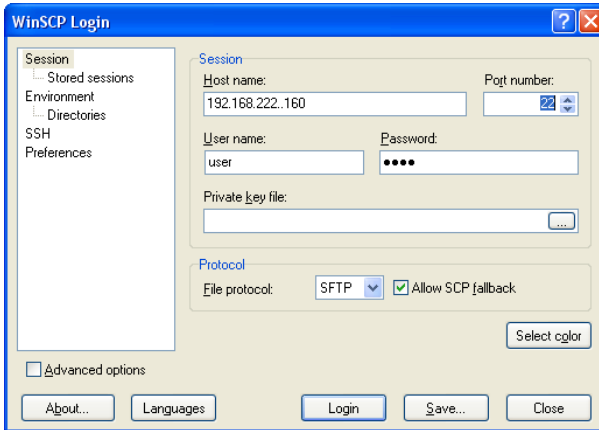 WinSCP Login
Session
Stored sessions
Environment
Directories
SSH
Preferences
Session
Host name:
Port number:
192.168.222..160
22
User name:
Password:
user
●●●●
Private key file:
...
Protocol
File protocol:
SFTP
Allow SCP fallback
Select color
Advanced options
About...
Languages
Login
Save...
Close